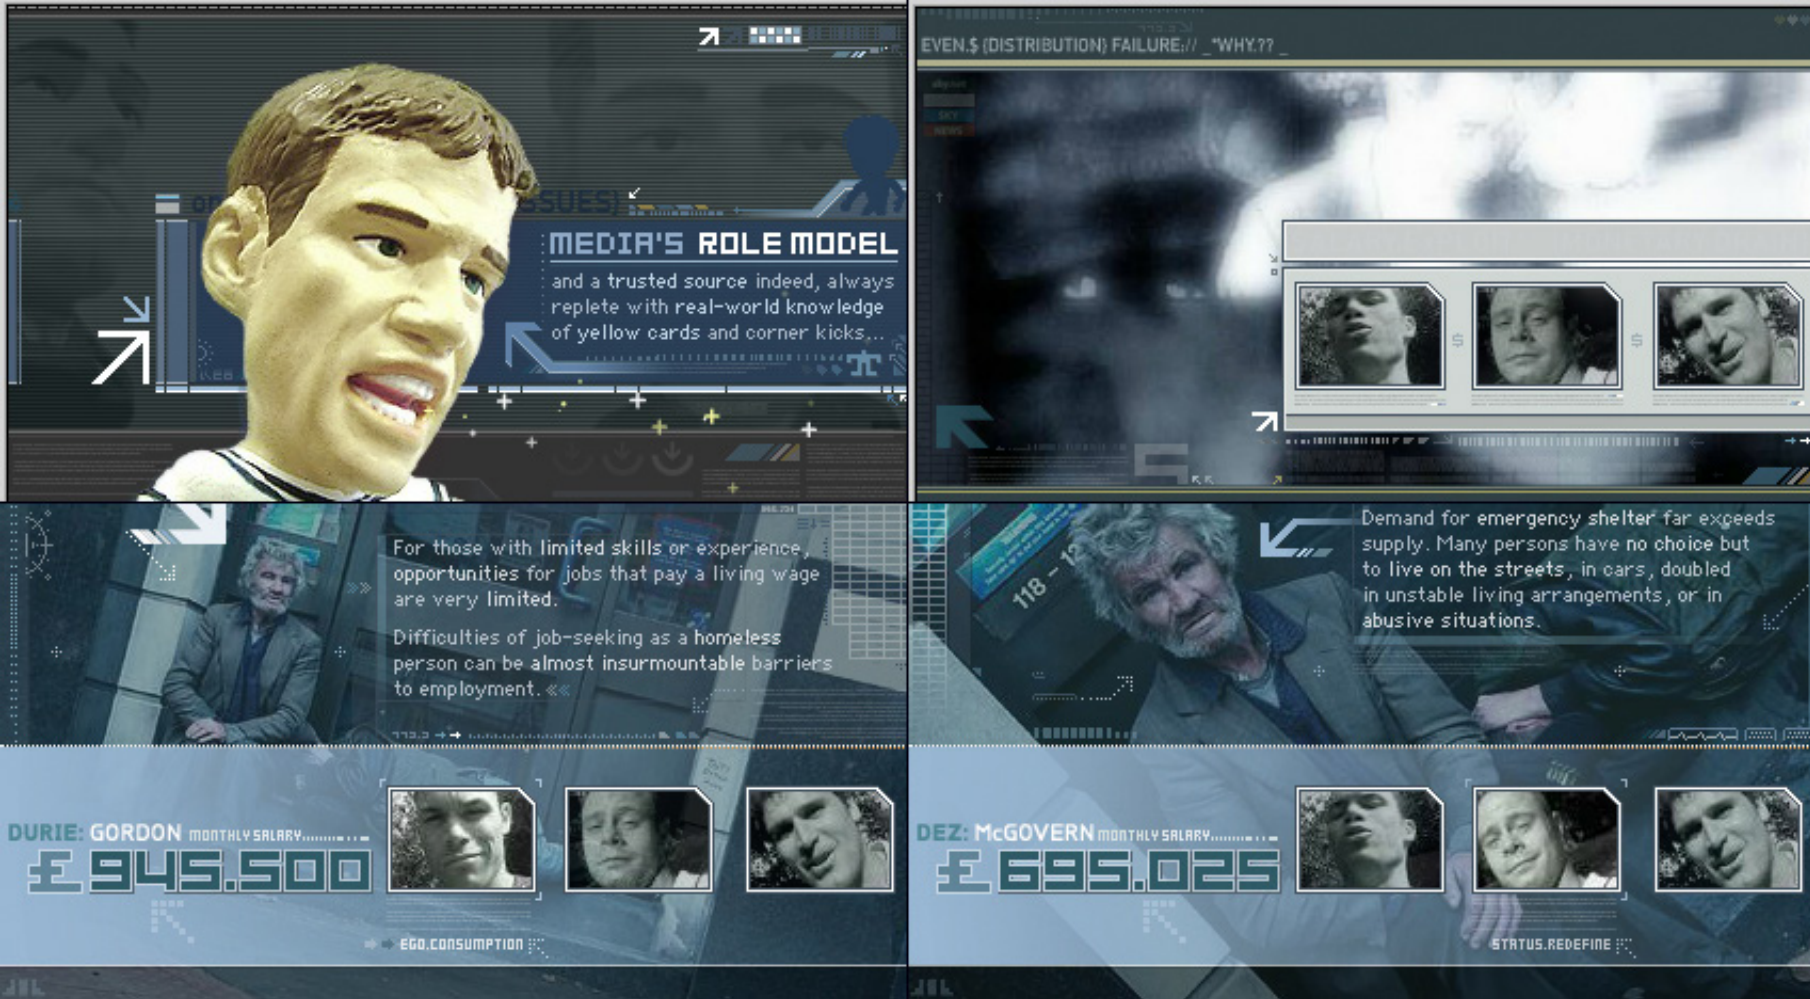 EVEN.$ {DISTRIBUTION} FAILURE:// _"WHY.?? _
SKY
NEWS
SSUES)
MEDIA'S ROLE MODEL
and a trusted source indeed, always
replete with real-world knowledge
of yellow cards and corner kicks...
$ $
For those with limited skills or experience,
opportunities for jobs that pay a living wage
are very limited.
Difficulties of job-seeking as a homeless
person can be almost insurmountable barriers
to employment. «
DURIE: GORDON MONTHLY SALARY
£945.500
EGO.CONSUMPTION
118 - 1
Demand for emergency shelter far exceeds
supply. Many persons have no choice but
to live on the streets, in cars, doubled
in unstable living arrangements, or in
abusive situations.
DEZ: McGOVERN MONTHLY SALARY
£695.025
STATUS.REDEFINE